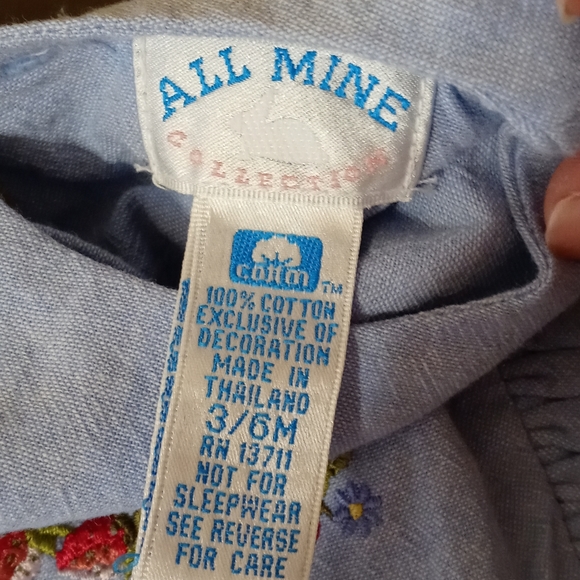 ALL MINE
COLLECTION
cotton
TM
100% COTTON
EXCLUSIVE OF
DECORATION
MADE IN
THAILAND
3/6M
RN 13711
NOT FOR
SLEEPWEAR
SEE REVERSE
FOR CARE